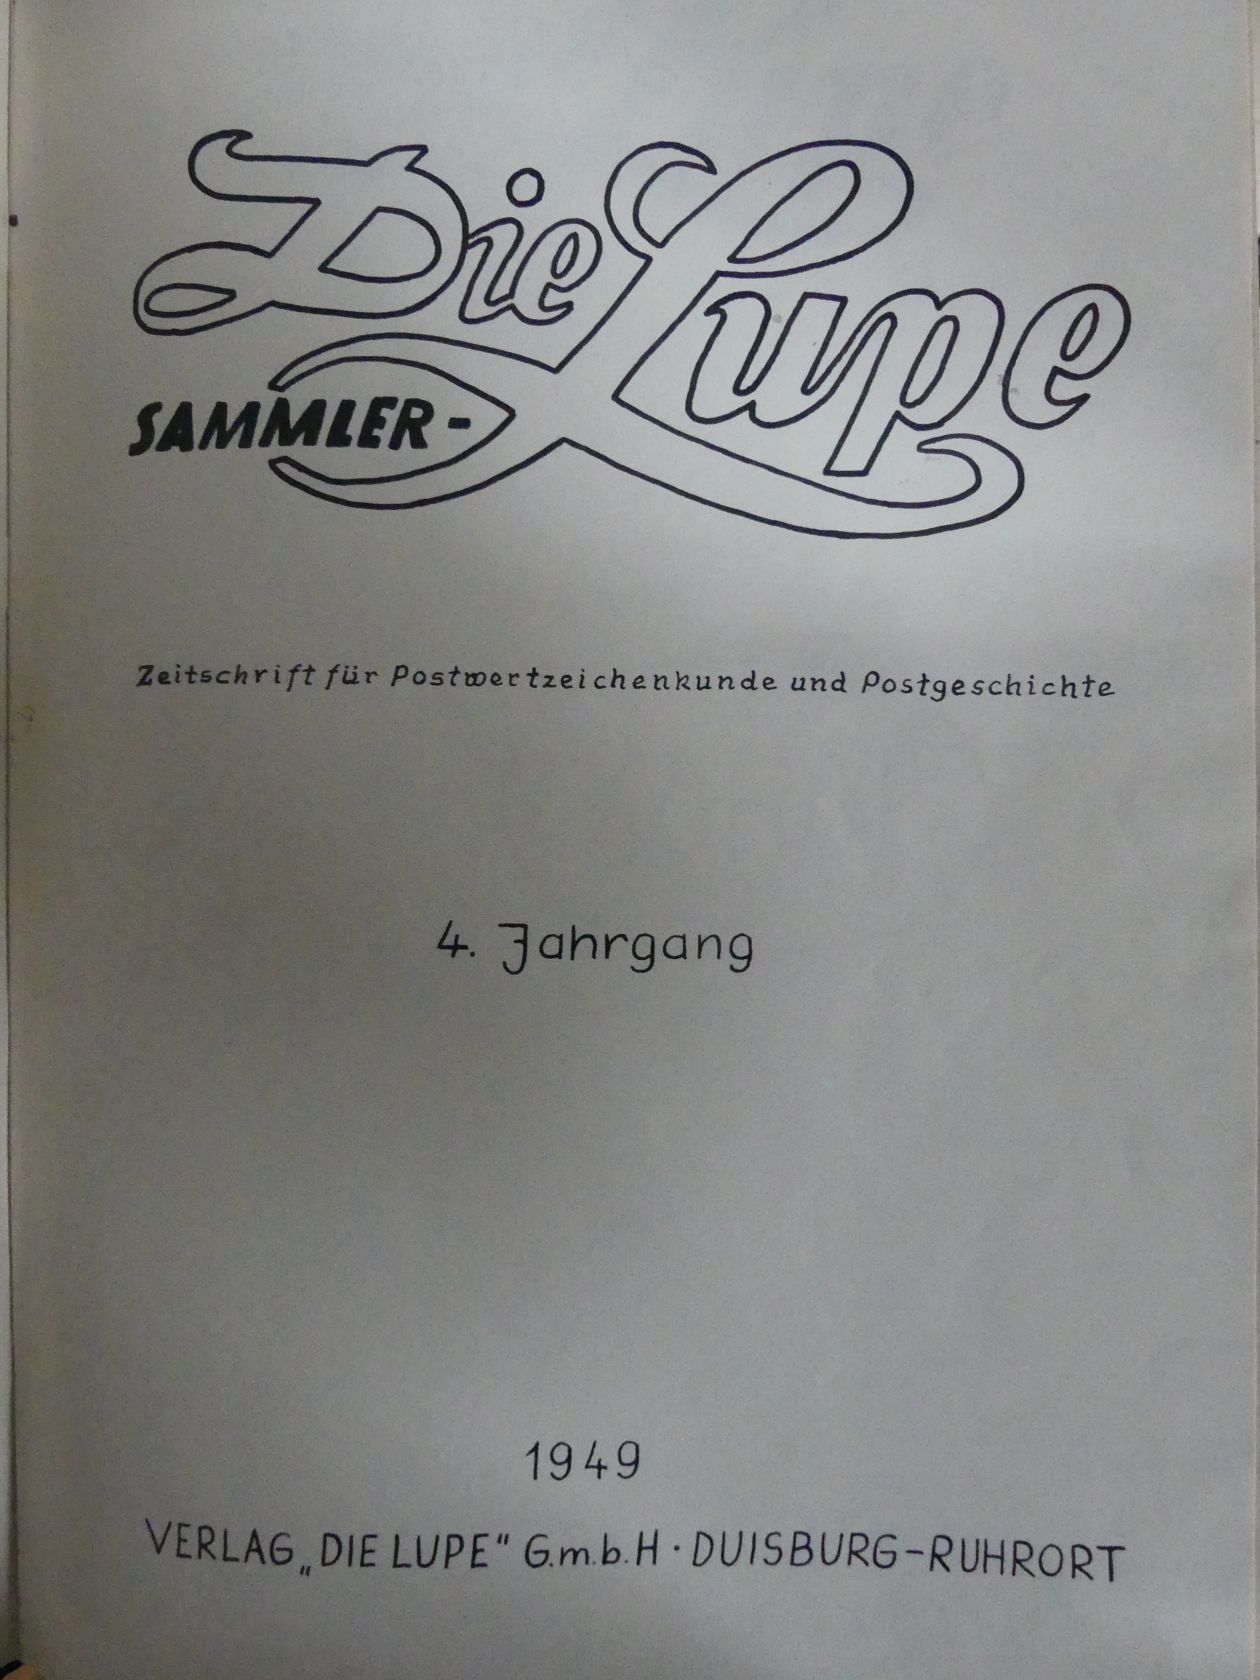 Die Lupe
SAMMLER-
Zeitschrift für Postwertzeichenkunde und Postgeschichte
4. Jahrgang
1949
VERLAG „DIE LUPE" G.m.b.H · DUISBURG-RUHRORT